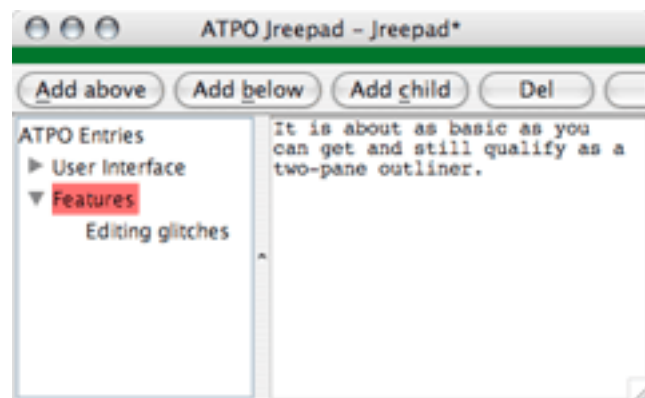 ATPO Jreepad – Jreepad*
Add above Add below Add child Del
ATPO Entries
User Interface
Features
Editing glitches
It is about as basic as you
can get and still qualify as a
two-pane outliner.